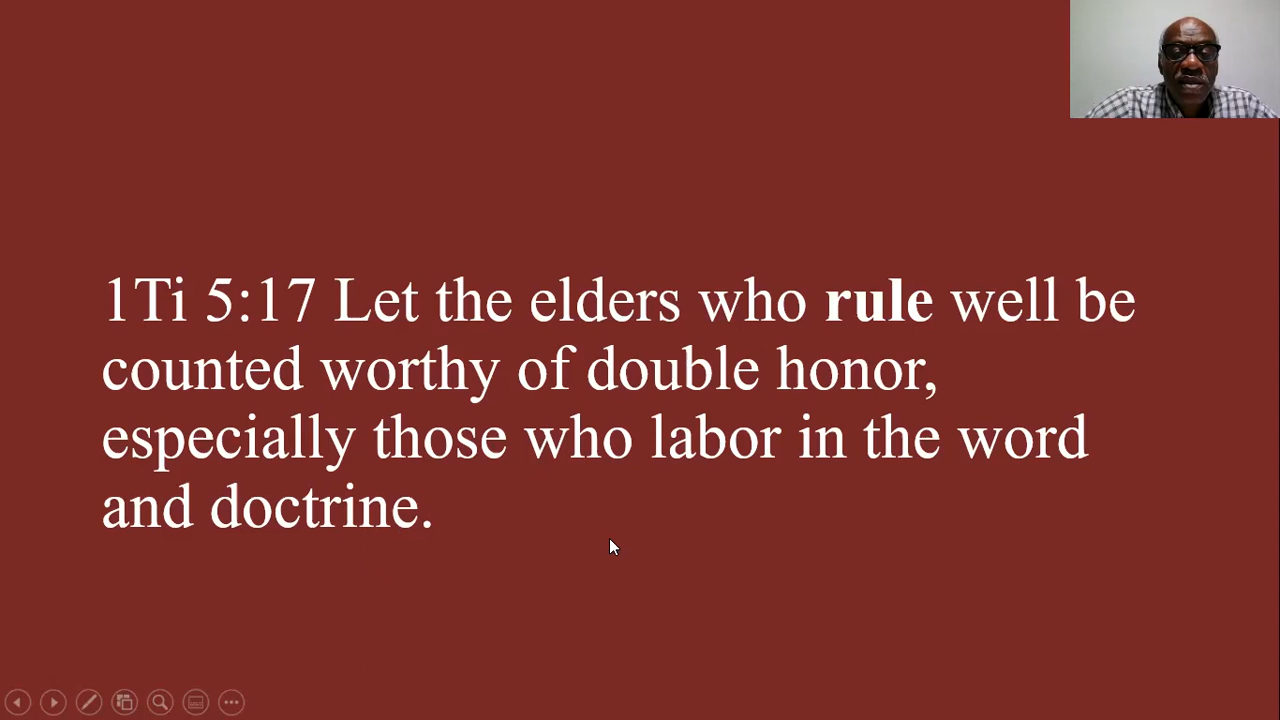 1Ti 5:17 Let the elders who rule well be
counted worthy of double honor,
especially those who labor in the word
and doctrine.